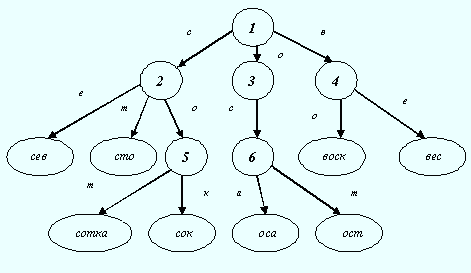 1
с о в
2 3 4
е т о с о е
сев сто 5 6 воск вес
т к а т
сотка сок оса ост